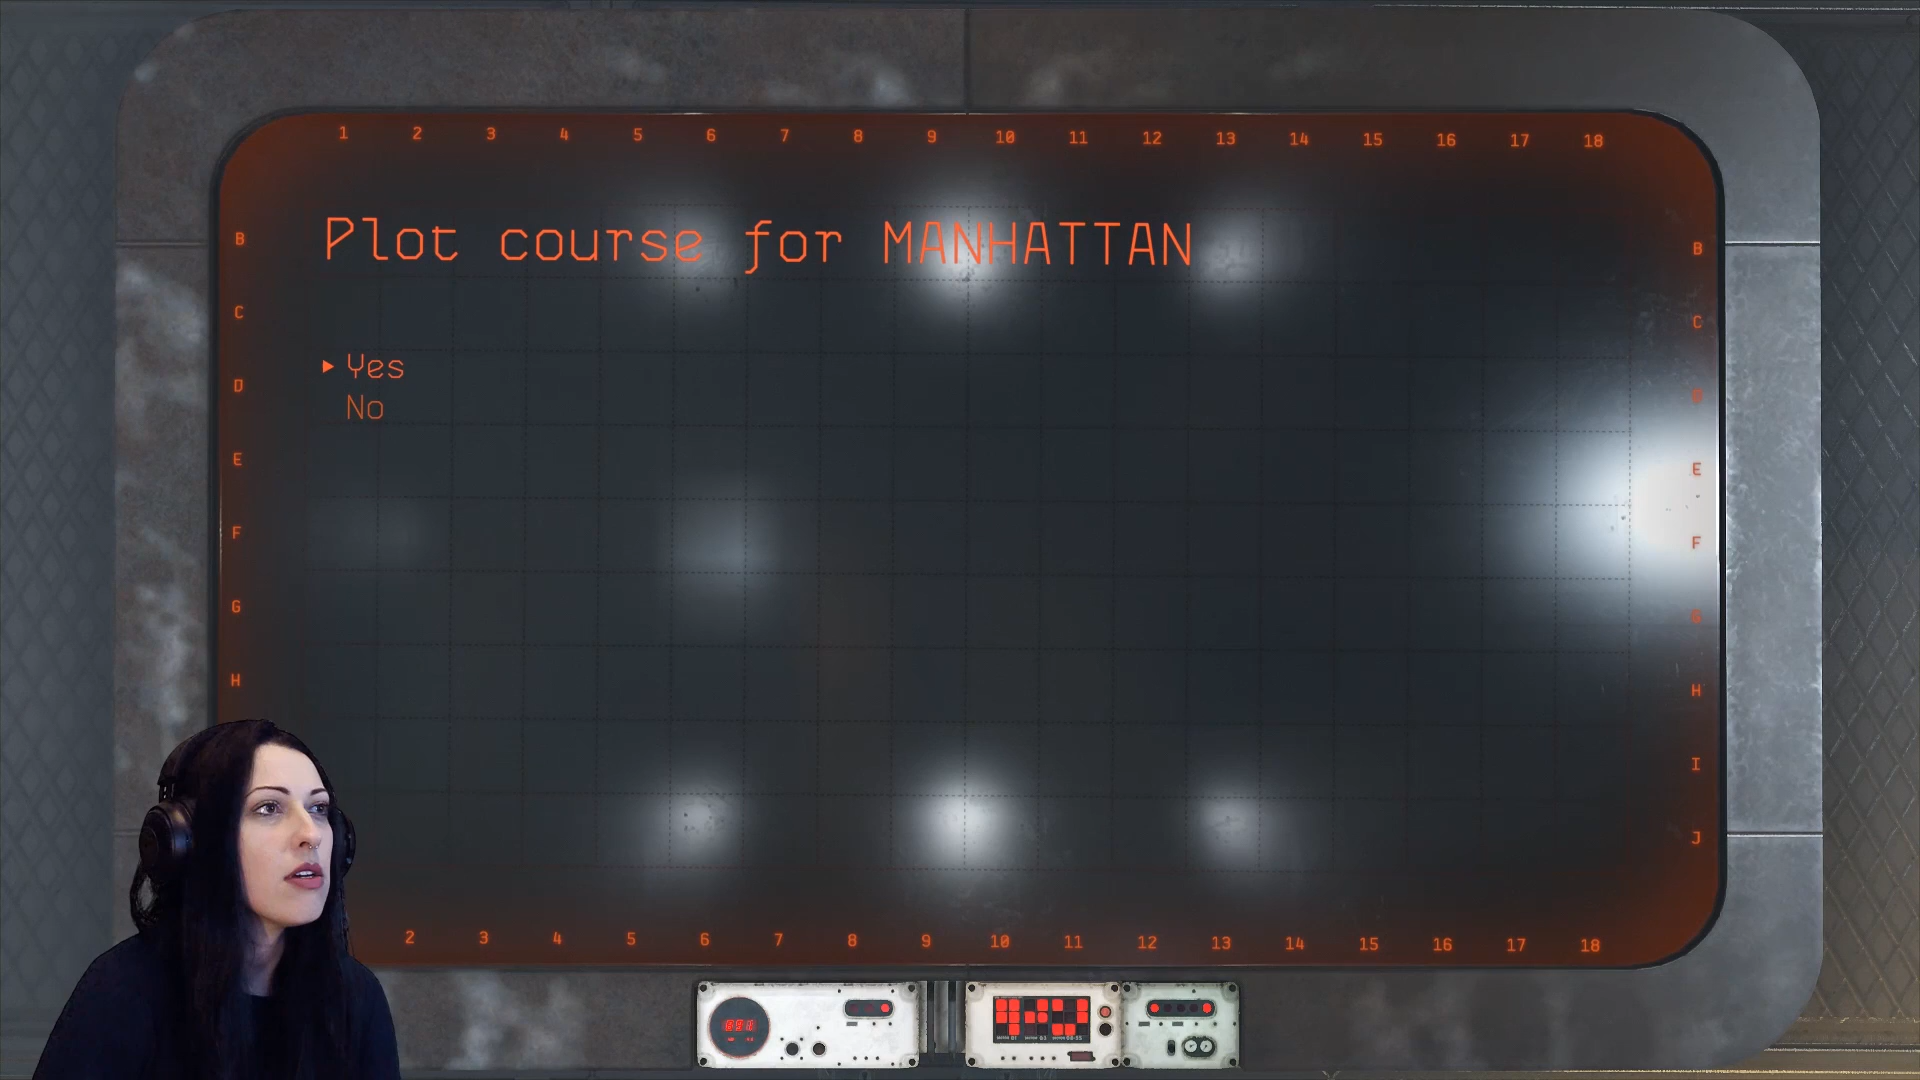 1 2 3 4 5 6 7 8 9 10 11 12 13 14 15 16 17 18
B Plot course for MANHATTAN B
C C
D Yes D
No
E E
F F
G G
H H
I
J
2 3 4 5 6 7 8 9 10 11 12 13 14 15 16 17 18